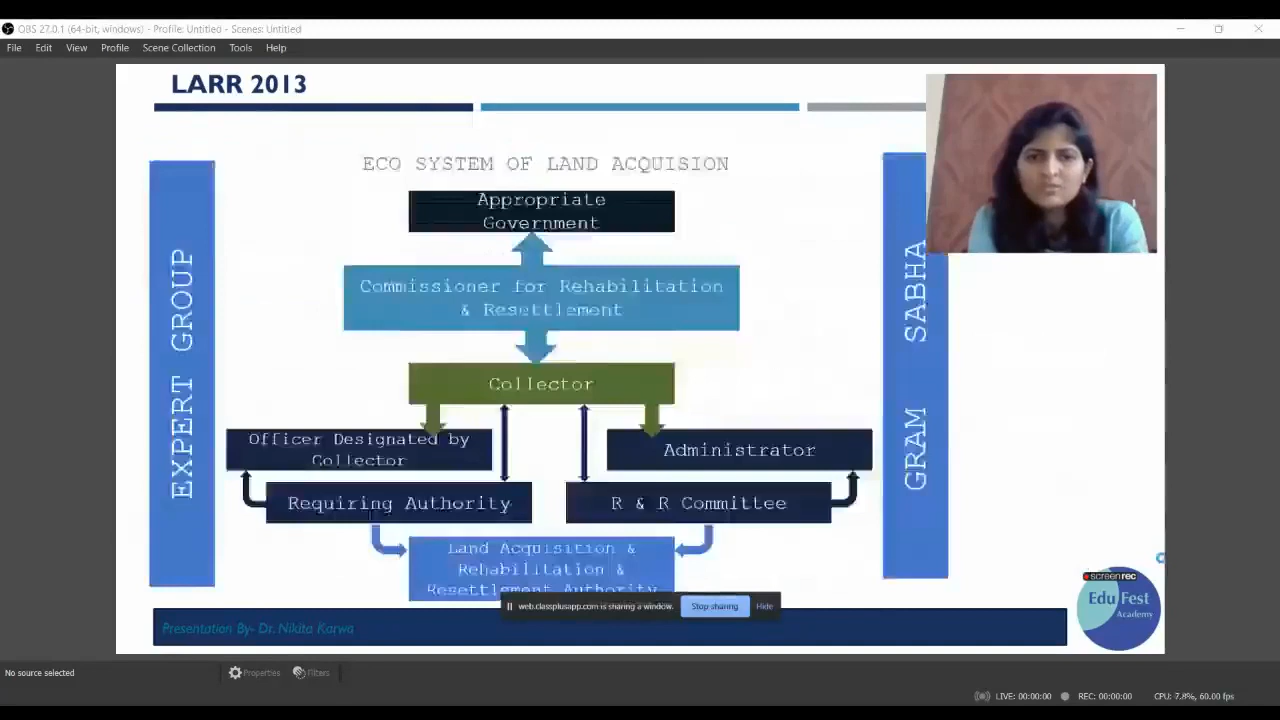 OBS 27.0.1 (64-bit, windows) - Profile: Untitled - Scenes: Untitled
File Edit View Profile Scene Collection Tools Help
LARR 2013
ECO SYSTEM OF LAND ACQUISION
Appropriate
Government
Commissioner for Rehabilitation
& Resettlement
Collector
Officer Designated by
Collector
Administrator
Requiring Authority
R & R Committee
Land Acquisition &
Rehabilitation &
Resettlement Authority
EXPERT GROUP
GRAM SABHA
web.classplusapp.com is sharing a window.
Stop sharing
Hide
screenrec
Edu Fest
Academy
Presentation By- Dr. Nikita Karwa
No source selected
Properties
Filters
LIVE: 00:00:00
REC: 00:00:00
CPU: 7.8%, 60.00 fps